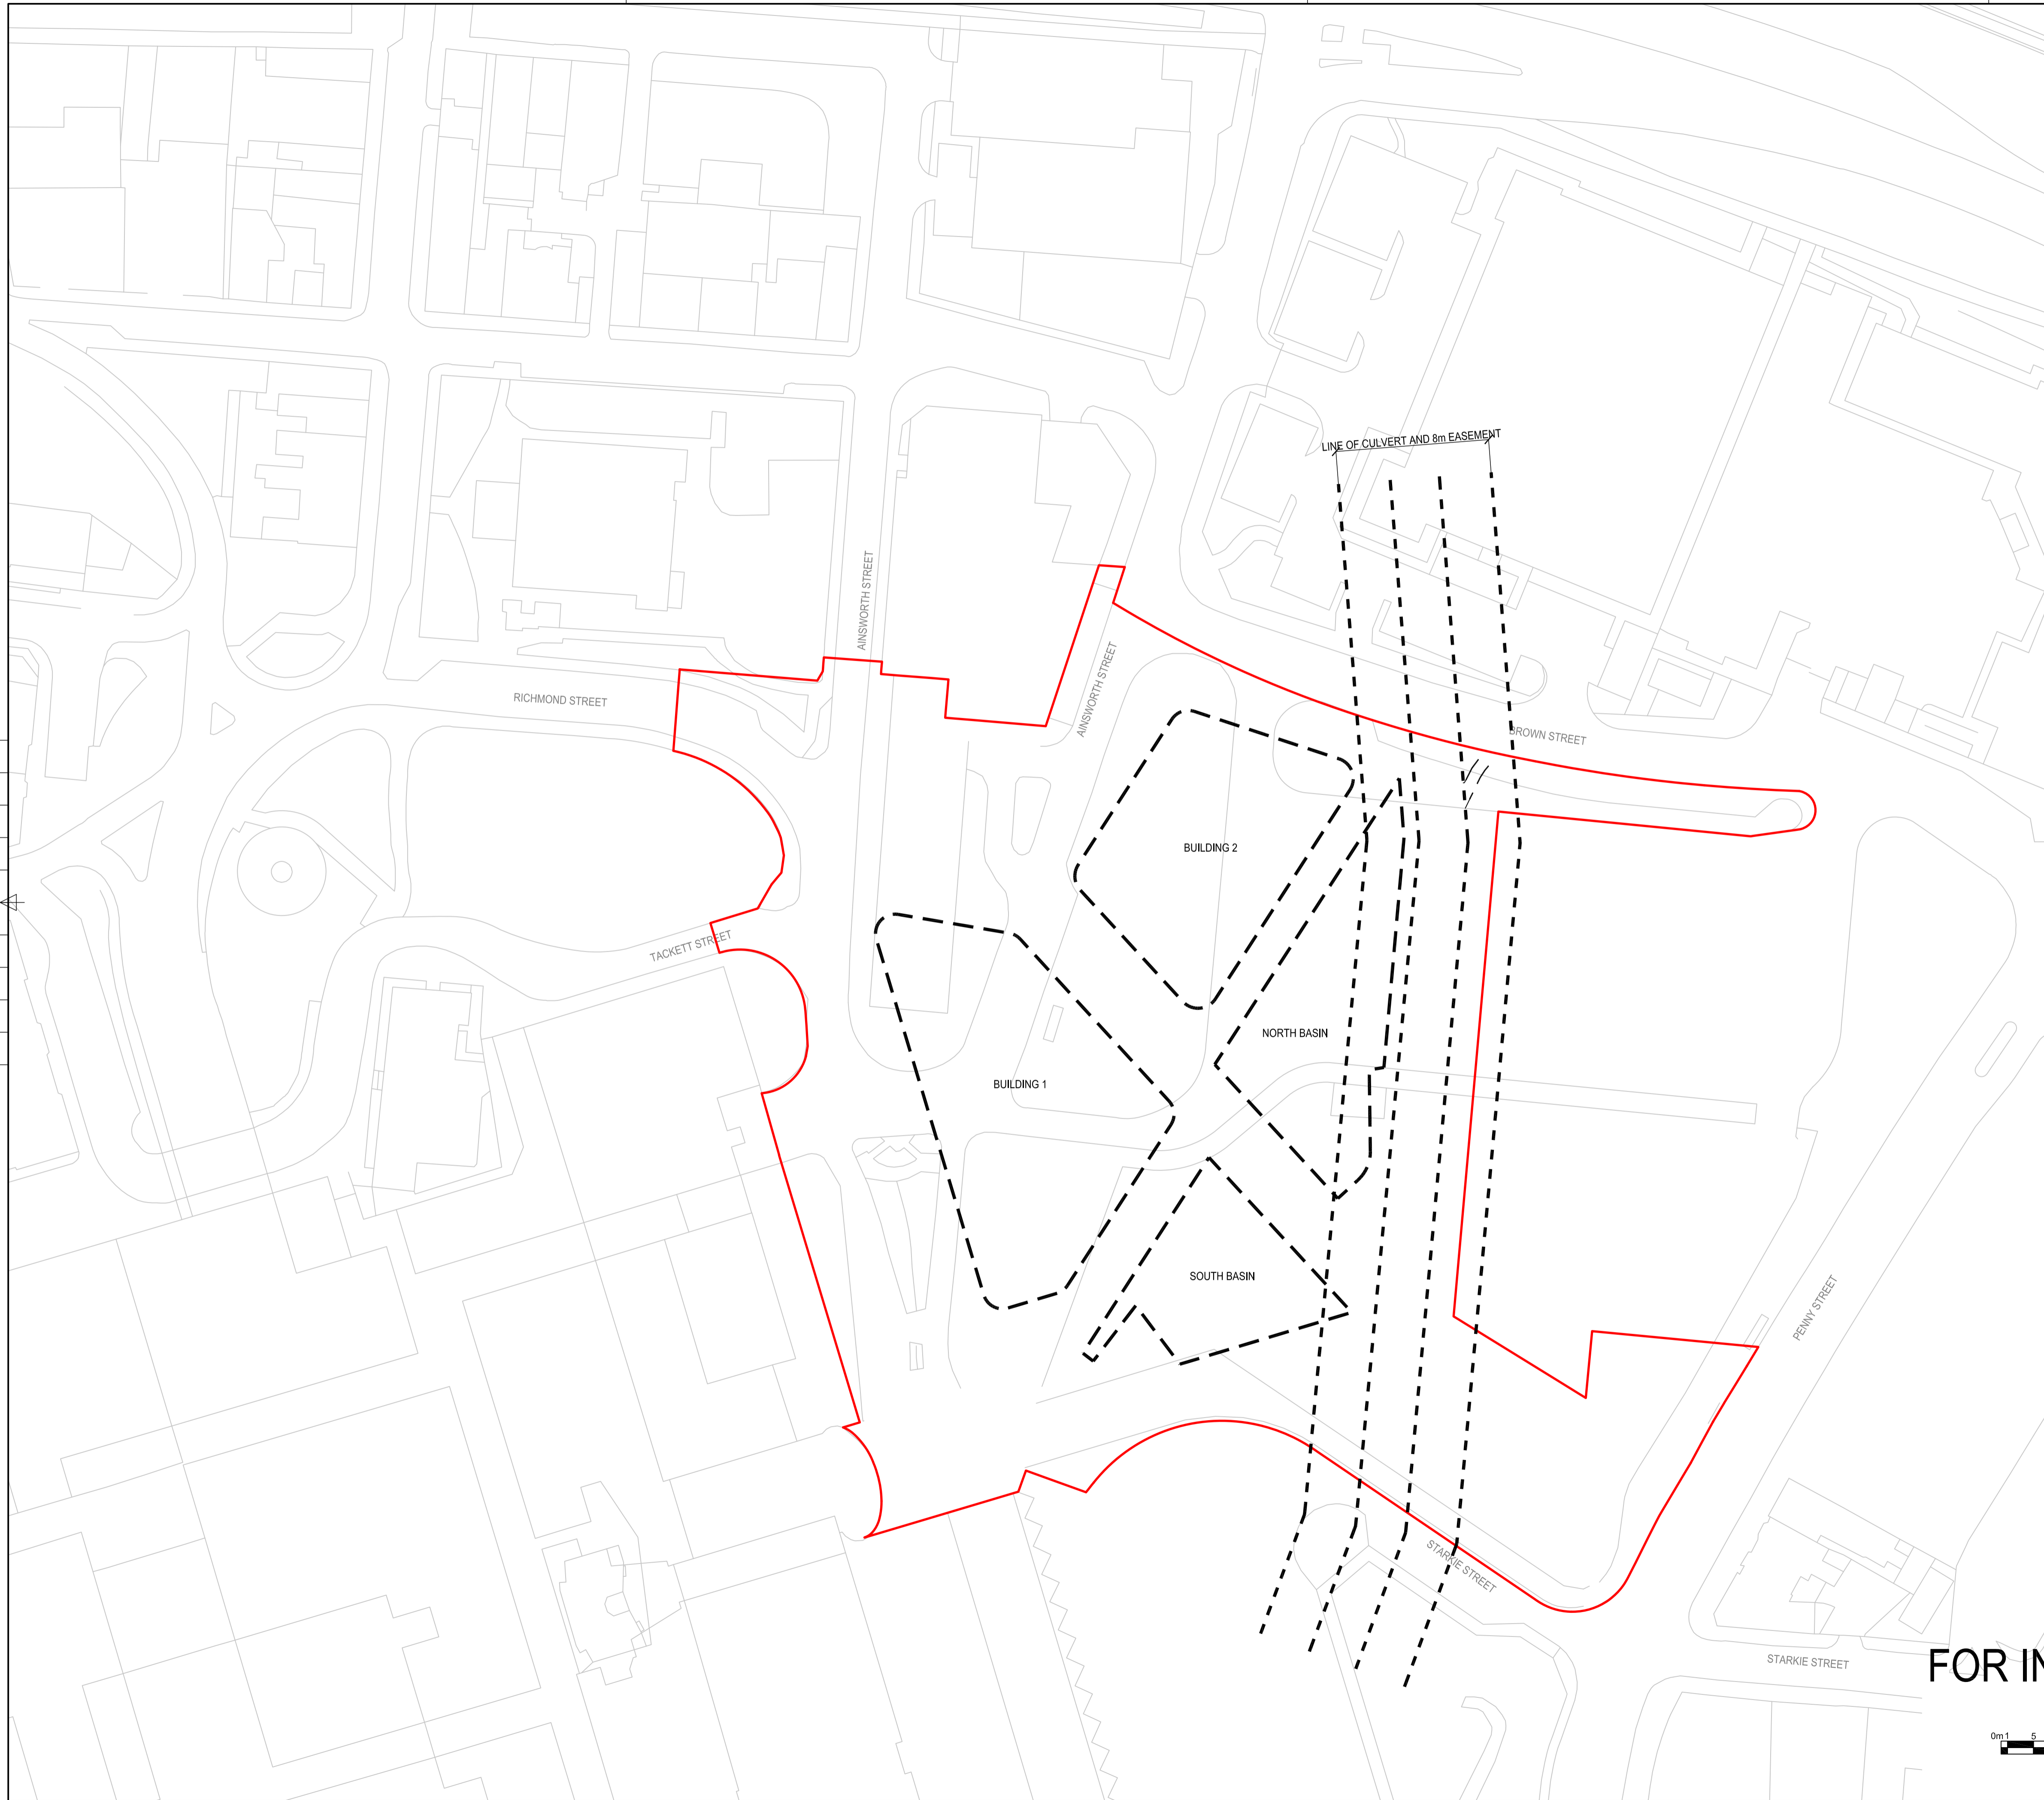 LINE OF CULVERT AND 8m EASEMENT
AINSWORTH STREET
AINSWORTH STREET
RICHMOND STREET
BROWN STREET
BUILDING 2
TACKETT STREET
NORTH BASIN
BUILDING 1
SOUTH BASIN
PENNY STREET
STARKIE STREET
STARKIE STREET
FOR IN
0m 1 5